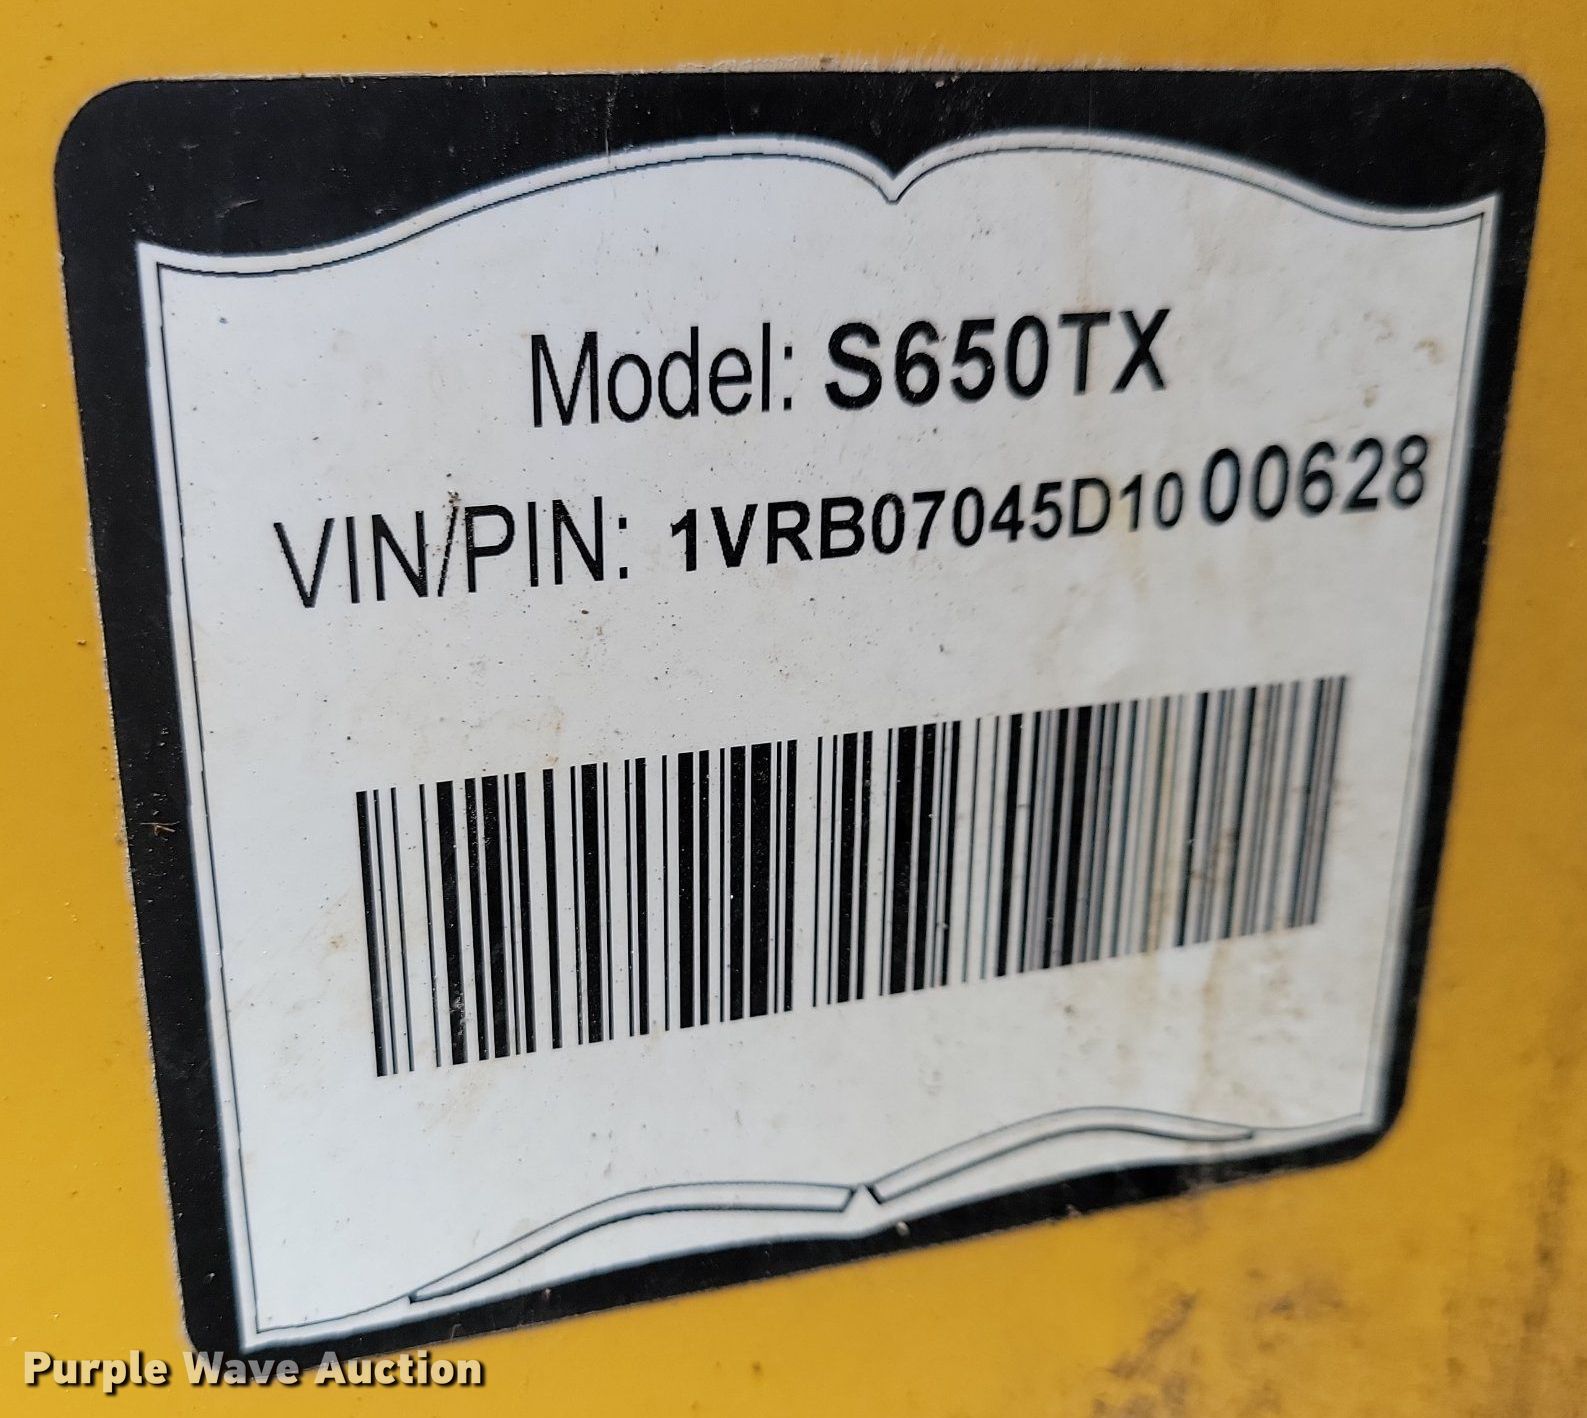 Model: S650TX
VIN/PIN: 1VRB07045D1000628
Purple Wave Auction